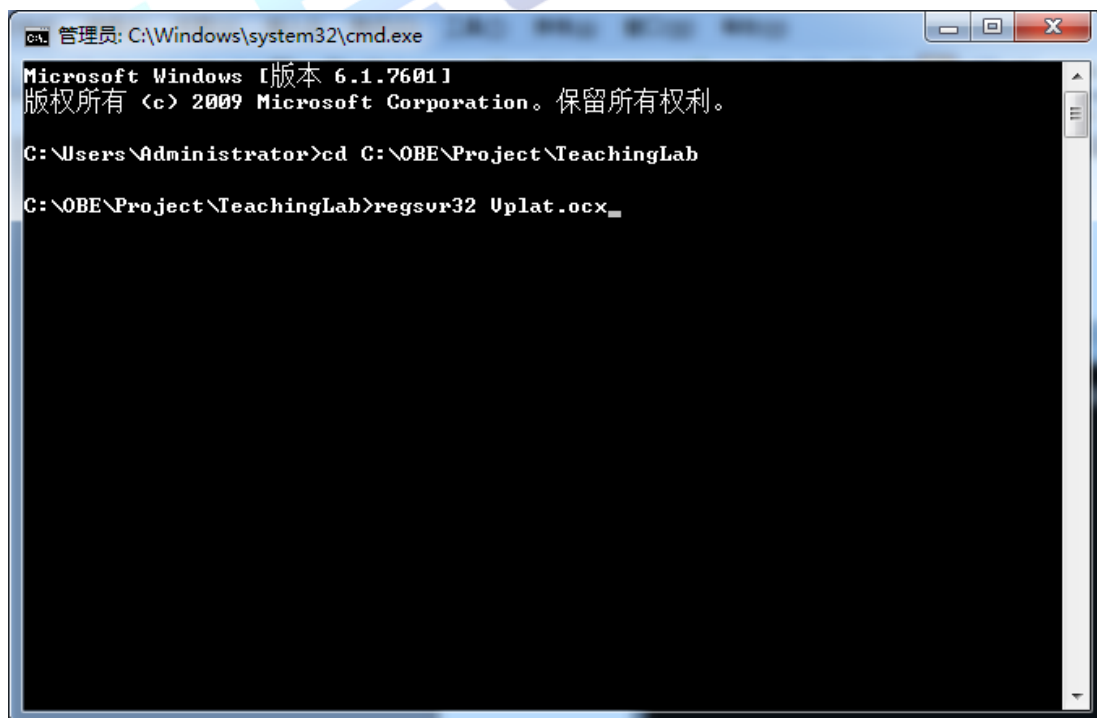 管理员: C:\Windows\system32\cmd.exe
Microsoft Windows [版本 6.1.7601]
版权所有 (c) 2009 Microsoft Corporation。保留所有权利。
C:\Users\Administrator>cd C:\OBE\Project\TeachingLab
C:\OBE\Project\TeachingLab>regsvr32 Vplat.ocx